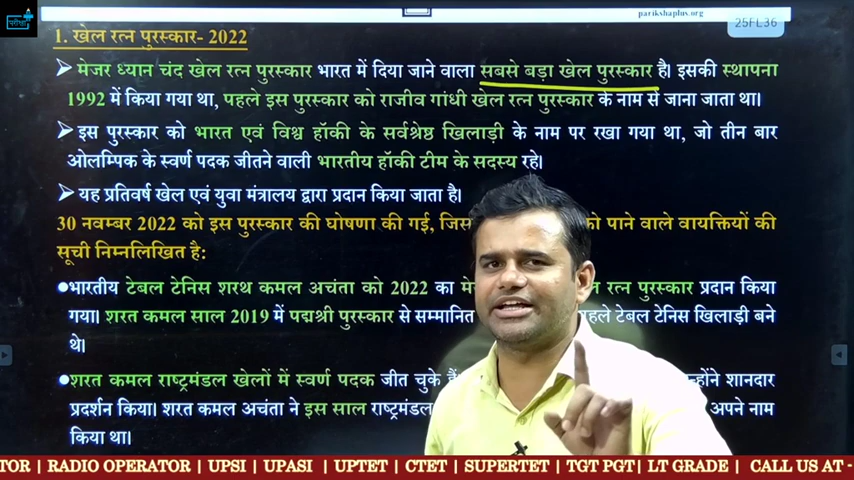 परीक्षा
parikshaplus.org
25FL36
1. खेल रत्न पुरस्कार- 2022
➢ मेजर ध्यान चंद खेल रत्न पुरस्कार भारत में दिया जाने वाला सबसे बड़ा खेल पुरस्कार है। इसकी स्थापना
1992 में किया गया था, पहले इस पुरस्कार को राजीव गांधी खेल रत्न पुरस्कार के नाम से जाना जाता था।
➢ इस पुरस्कार को भारत एवं विश्व हॉकी के सर्वश्रेष्ठ खिलाड़ी के नाम पर रखा गया था, जो तीन बार
ओलम्पिक के स्वर्ण पदक जीतने वाली भारतीय हॉकी टीम के सदस्य रहे।
➢ यह प्रतिवर्ष खेल एवं युवा मंत्रालय द्वारा प्रदान किया जाता है।
30 नवम्बर 2022 को इस पुरस्कार की घोषणा की गई, जिस को पाने वाले वायक्तियों की
सूची निम्नलिखित है:
●भारतीय टेबल टेनिस शरथ कमल अचंता को 2022 का रत्न पुरस्कार प्रदान किया
गया। शरत कमल साल 2019 में पद्मश्री पुरस्कार से सम्मानित पहले टेबल टेनिस खिलाड़ी बने
थे।
●शरत कमल राष्ट्रमंडल खेलों में स्वर्ण पदक जीत चुके हैं न्होंने शानदार
प्रदर्शन किया। शरत कमल अचंता ने इस साल राष्ट्रमंडल अपने नाम
किया था।
TOR | RADIO OPERATOR | UPSI | UPASI | UPTET | CTET | SUPERTET | TGT PGT| LT GRADE | CALL US AT -